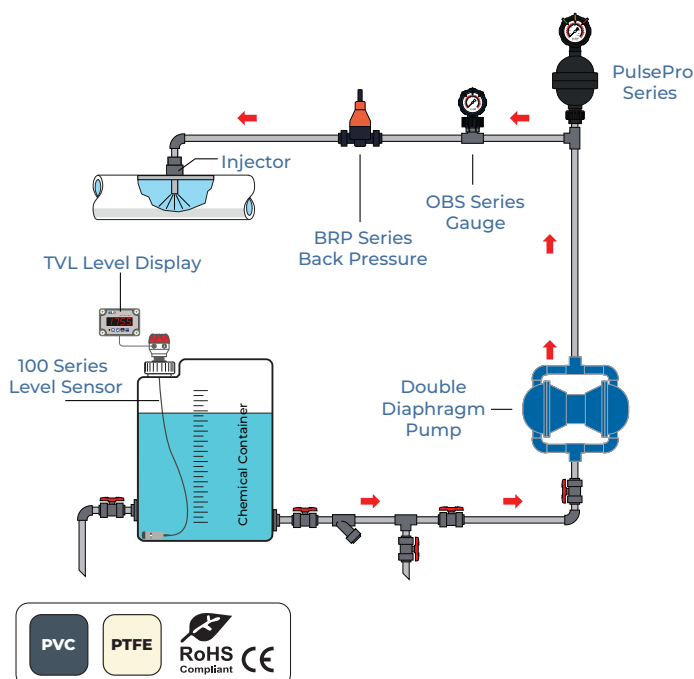 PulsePro
Series
Injector
OBS Series
Gauge
BRP Series
Back Pressure
TVL Level Display
100 Series
Level Sensor
Double
Diaphragm
Pump
Chemical Container
PVC
PTFE
RoHS
Compliant
CE